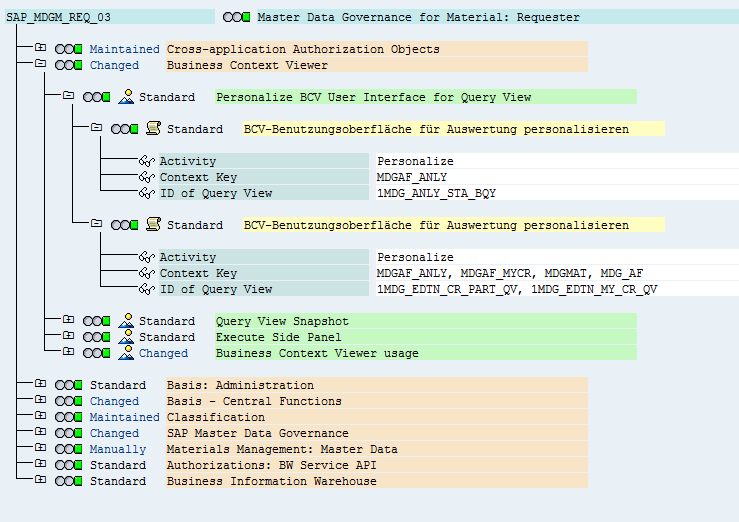 SAP_MDGM_REQ_03 Master Data Governance for Material: Requester
Maintained Cross-application Authorization Objects
Changed Business Context Viewer
Standard Personalize BCV User Interface for Query View
Standard BCV-Benutzungsoberfläche für Auswertung personalisieren
Activity Personalize
Context Key MDGAF_ANLY
ID of Query View 1MDG_ANLY_STA_BQY
Standard BCV-Benutzungsoberfläche für Auswertung personalisieren
Activity Personalize
Context Key MDGAF_ANLY, MDGAF_MYCR, MDGMAT, MDG_AF
ID of Query View 1MDG_EDTN_CR_PART_QV, 1MDG_EDTN_MY_CR_QV
Standard Query View Snapshot
Standard Execute Side Panel
Changed Business Context Viewer usage
Standard Basis: Administration
Changed Basis - Central Functions
Maintained Classification
Changed SAP Master Data Governance
Manually Materials Management: Master Data
Standard Authorizations: BW Service API
Standard Business Information Warehouse